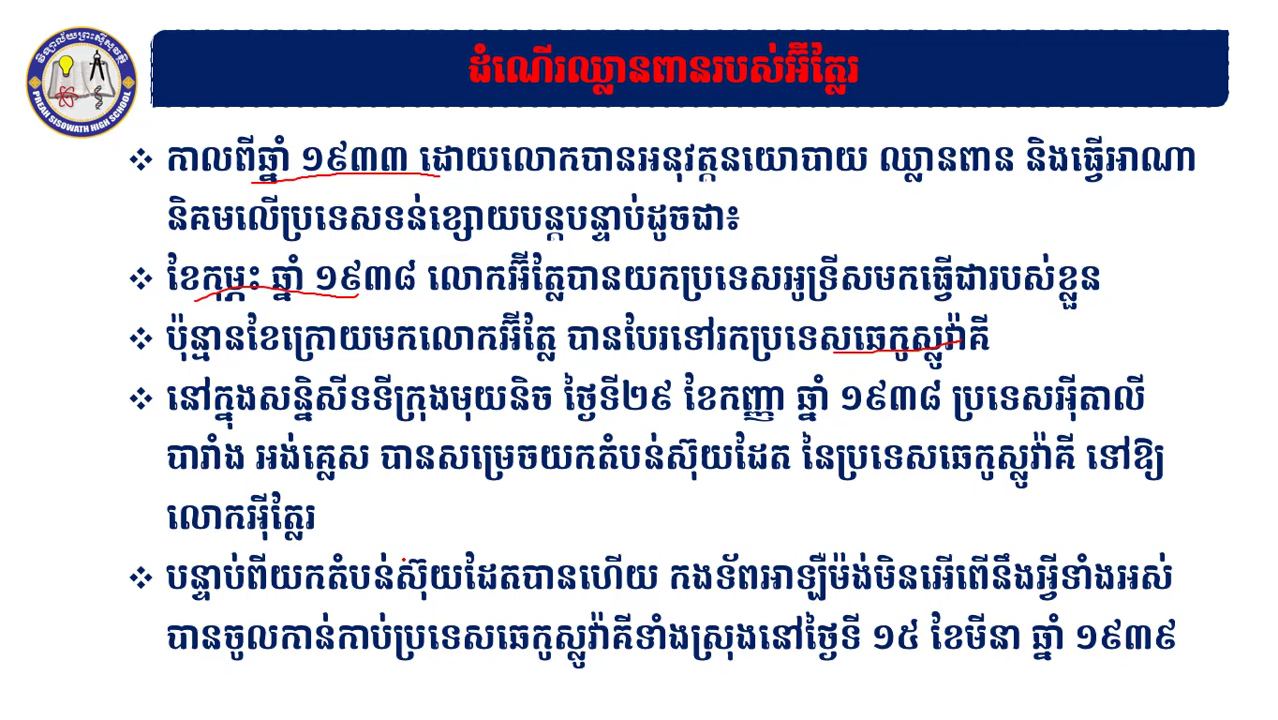 វិទ្យាល័យព្រះស៊ីសុវត្ថិ
PREAH SISOWATH HIGH SCHOOL
ដំណើរឈ្លានពានរបស់អ៊ីត្លែរ
❖ កាលពីឆ្នាំ ១៩៣៣ ដោយលោកបានអនុវត្តនយោបាយ ឈ្លានពាន និងធ្វើអាណា
និគមលើប្រទេសទន់ខ្សោយបន្តបន្ទាប់ដូចជា៖
❖ ខែកុម្ភះ ឆ្នាំ ១៩៣៨ លោកអ៊ីត្លែបានយកប្រទេសអូទ្រីសមកធ្វើជារបស់ខ្លួន
❖ ប៉ុន្មានខែក្រោយមកលោកអ៊ីត្លែ បានបែរទៅរកប្រទេសឆេកូស្លូវ៉ាគី
❖ នៅក្នុងសន្និសីទទីក្រុងមុយនិច ថ្ងៃទី២៩ ខែកញ្ញា ឆ្នាំ ១៩៣៨ ប្រទេសអ៊ីតាលី
បារាំង អង់គ្លេស បានសម្រេចយកតំបន់ស៊ុយដែត នៃប្រទេសឆេកូស្លូវ៉ាគី ទៅឱ្យ
លោកអ៊ីត្លែរ
❖ បន្ទាប់ពីយកតំបន់ស៊ុយដែតបានហើយ កងទ័ពអាឡឺម៉ង់មិនអើពើនឹងអ្វីទាំងអស់
បានចូលកាន់កាប់ប្រទេសឆេកូស្លូវ៉ាគីទាំងស្រុងនៅថ្ងៃទី ១៥ ខែមីនា ឆ្នាំ ១៩៣៩